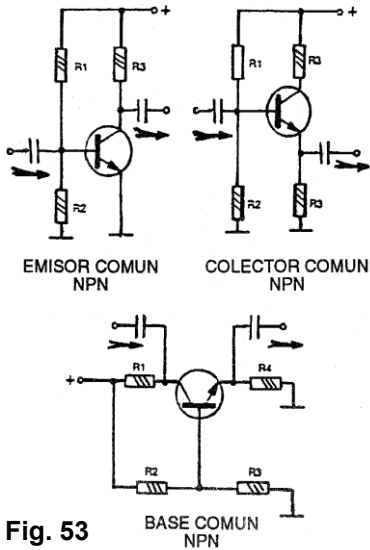 +
+
R1
R3
R1
R3
R2
R2
R3
EMISOR COMUN
NPN
COLECTOR COMUN
NPN
+
R1
R4
R2
R3
Fig. 53
BASE COMUN
NPN